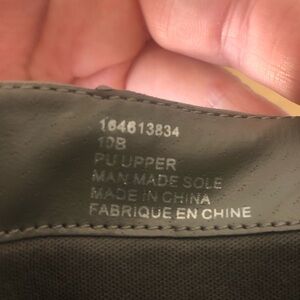 164613834
10B
PU UPPER
MAN MADE SOLE
MADE IN CHINA
FABRIQUE EN CHINE